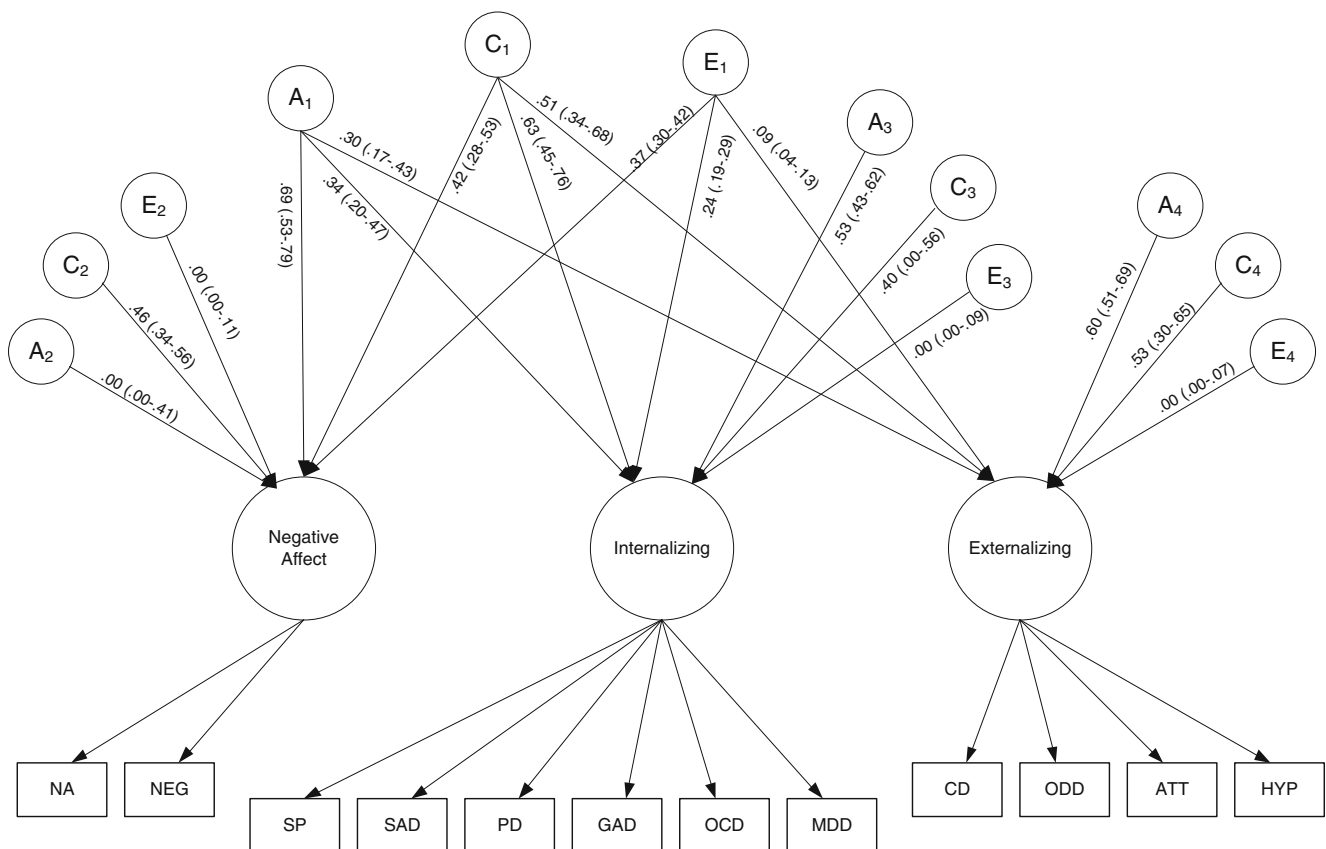 C1
E1
A1
A3
.51 (.34-.68)
.30 (.17-.43)
.42 (.28-.53)
.63 (.45-.76)
.37 (.30-.42)
.09 (.04-.13)
.69 (.53-.79)
.34 (.20-.47)
.24 (.19-.29)
.53 (.43-.62)
C3
E2
A4
C2
.00 (.00-.11)
.40 (.00-.56)
E3
C4
.46 (.34-.56)
.00 (.00-.09)
.60 (.51-.69)
.53 (.30-.65)
A2
E4
.00 (.00-.41)
.00 (.00-.07)
Negative
Affect
Internalizing
Externalizing
NA
NEG
CD
ODD
ATT
HYP
SP
SAD
PD
GAD
OCD
MDD